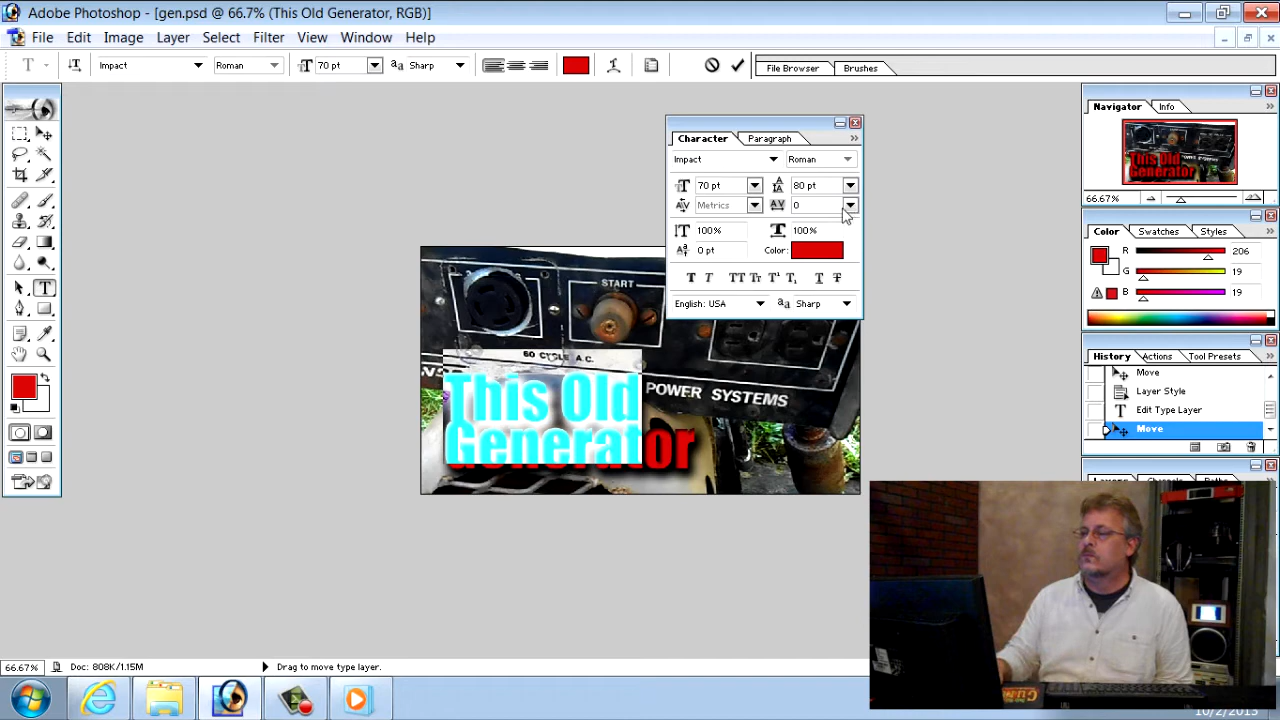 Adobe Photoshop - [gen.psd @ 66.7% (This Old Generator, RGB)]
File Edit Image Layer Select Filter View Window Help
T Impact Roman 70 pt aa Sharp File Browser Brushes
Navigator Info
66.67%
Character Paragraph
Impact Roman
70 pt 80 pt
Metrics 0
100% 100%
0 pt Color:
English: USA aa Sharp
Color Swatches Styles
R 206
G 19
B 19
History Actions Tool Presets
Move
Layer Style
Edit Type Layer
Move
START
60 CYCLE A.C.
POWER SYSTEMS
This Old
Generator
This Old
Generator
66.67% Doc: 808K/1.15M Drag to move type layer.
10/2/2013